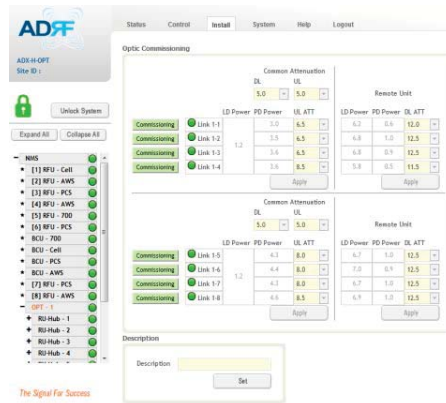 ADRF
Status Control Install System Help Logout
ADX-H-OPT
Site ID :
Optic Commissioning
Unlock System
Expand All Collapse All
NMS
[1] RFU - Cell
[2] RFU - AWS
[3] RFU - PCS
[4] RFU - AWS
[5] RFU - 700
[6] RFU - PCS
BCU - 700
BCU - Cell
BCU - PCS
BCU - AWS
[7] RFU - PCS
[8] RFU - AWS
OPT - 1
RU-Hub - 1
RU-Hub - 2
RU-Hub - 3
RU-Hub - 4
The Signal For Success
Common Attenuation
DL UL
5.0 5.0 Remote Unit
LD Power PD Power UL ATT LD Power PD Power DL ATT
Commissioning Link 1-1 3.0 6.5 6.2 0.6 12.0
Commissioning Link 1-2 1.2 3.5 6.5 6.8 1.0 12.5
Commissioning Link 1-3 3.6 6.5 6.3 0.9 12.5
Commissioning Link 1-4 3.6 8.5 5.8 0.5 11.5
Apply Apply
Common Attenuation
DL UL
5.0 5.0 Remote Unit
LD Power PD Power UL ATT LD Power PD Power DL ATT
Commissioning Link 1-5 4.3 8.0 6.7 1.0 12.5
Commissioning Link 1-6 1.2 4.4 8.0 7.0 0.9 12.5
Commissioning Link 1-7 4.3 8.0 6.7 1.0 12.5
Commissioning Link 1-8 4.6 8.5 6.9 1.0 12.5
Apply Apply
Description
Description
Set